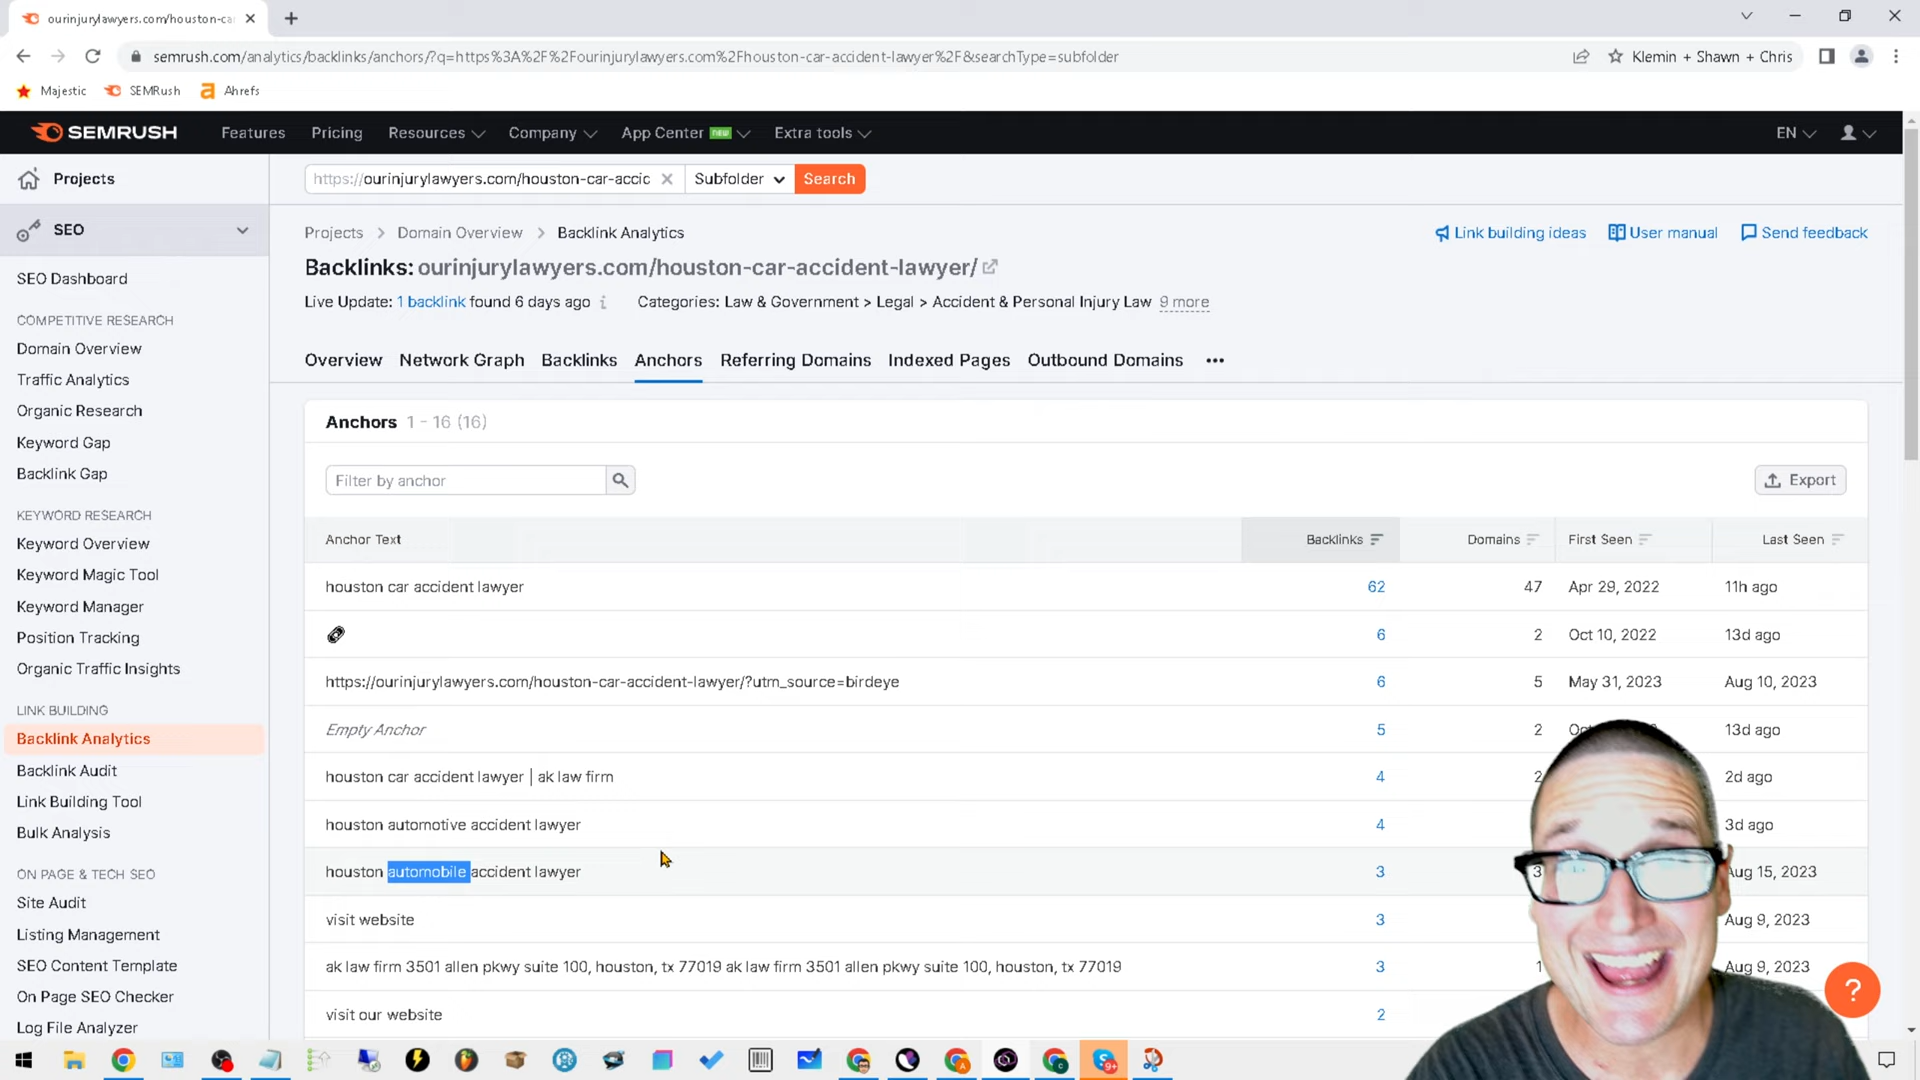 ourinjurylawyers.com/houston-ca
semrush.com/analytics/backlinks/anchors/?q=https%3A%2F%2Fourinjurylawyers.com%2Fhouston-car-accident-lawyer%2F&searchType=subfolder
Klemin + Shawn + Chris
Majestic SEMRush Ahrefs
SEMRUSH Features Pricing Resources Company App Center new Extra tools EN
Projects
https://ourinjurylawyers.com/houston-car-accic Subfolder Search
SEO
Projects > Domain Overview > Backlink Analytics
Link building ideas User manual Send feedback
Backlinks: ourinjurylawyers.com/houston-car-accident-lawyer/
Live Update: 1 backlink found 6 days ago i Categories: Law & Government > Legal > Accident & Personal Injury Law 9 more
Overview Network Graph Backlinks Anchors Referring Domains Indexed Pages Outbound Domains •••
SEO Dashboard
COMPETITIVE RESEARCH
Domain Overview
Traffic Analytics
Organic Research
Keyword Gap
Backlink Gap
KEYWORD RESEARCH
Keyword Overview
Keyword Magic Tool
Keyword Manager
Position Tracking
Organic Traffic Insights
LINK BUILDING
Backlink Analytics
Backlink Audit
Link Building Tool
Bulk Analysis
ON PAGE & TECH SEO
Site Audit
Listing Management
SEO Content Template
On Page SEO Checker
Log File Analyzer
Anchors 1 - 16 (16)
Filter by anchor
Export
Anchor Text Backlinks Domains First Seen Last Seen
houston car accident lawyer 62 47 Apr 29, 2022 11h ago
6 2 Oct 10, 2022 13d ago
https://ourinjurylawyers.com/houston-car-accident-lawyer/?utm_source=birdeye 6 5 May 31, 2023 Aug 10, 2023
Empty Anchor 5 2 13d ago
houston car accident lawyer | ak law firm 4 2 2d ago
houston automotive accident lawyer 4 3d ago
houston automobile accident lawyer 3 3 Aug 15, 2023
visit website 3 Aug 9, 2023
ak law firm 3501 allen pkwy suite 100, houston, tx 77019 ak law firm 3501 allen pkwy suite 100, houston, tx 77019 3 1 Aug 9, 2023
visit our website 2
?
9+